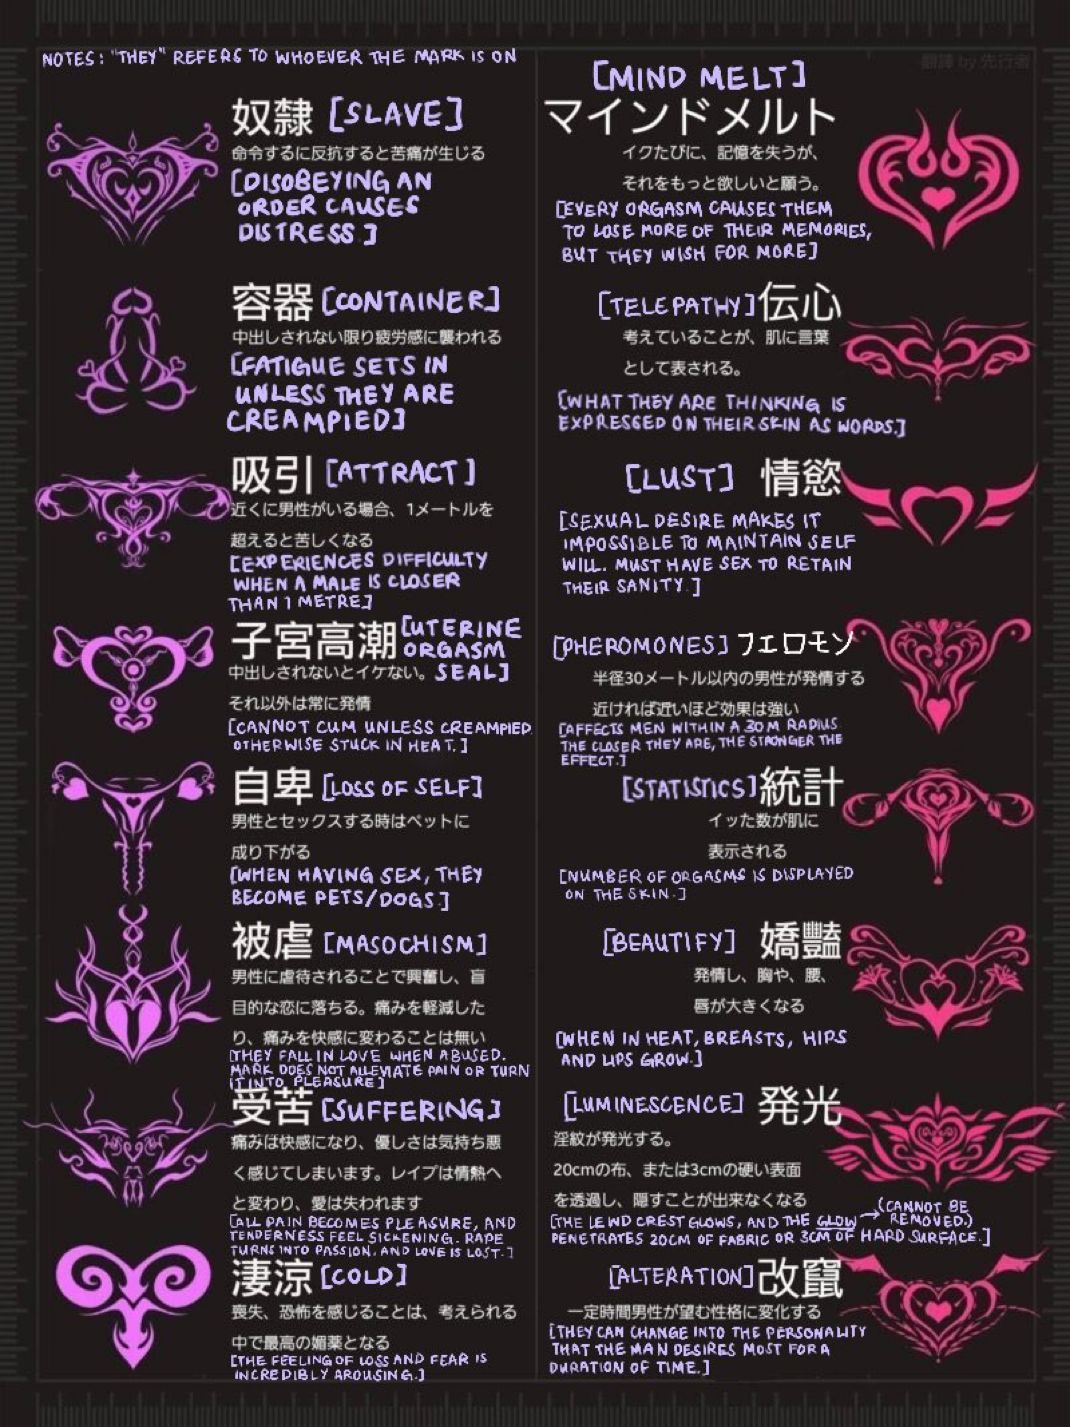 NOTES: "THEY" REFERS TO WHOEVER THE MARK IS ON
奴隷 [SLAVE]
命令するに反抗すると苦痛が生じる
[DISOBEYING AN
ORDER CAUSES
DISTRESS.]
容器 [CONTAINER]
中出しされない限り疲労感に襲われる
[FATIGUE SETS IN
UNLESS THEY ARE
CREAMPIED]
吸引 [ATTRACT]
近くに男性がいる場合、1メートルを
超えると苦しくなる
[EXPERIENCES DIFFICULTY
WHEN A MALE IS CLOSER
THAN 1 METRE]
子宮高潮 [UTERINE
ORGASM
SEAL]
中出しされないとイケない。
それ以外は常に発情
[CANNOT CUM UNLESS CREAMPIED
OTHERWISE STUCK IN HEAT.]
自卑 [LOSS OF SELF]
男性とセックスする時はペットに
成り下がる
[WHEN HAVING SEX, THEY
BECOME PETS/DOGS.]
被虐 [MASOCHISM]
男性に虐待されることで興奮し、盲
目的な恋に落ちる。痛みを軽減した
り、痛みを快感に変わることは無い
[THEY FALL IN LOVE WHEN ABUSED.
MARK DOES NOT ALLEVIATE PAIN OR TURN
IT INTO PLEASURE]
受苦 [SUFFERING]
痛みは快感になり、優しさは気持ち悪
く感じてしまいます。レイプは情熱へ
と変わり、愛は失われます
[ALL PAIN BECOMES PLEASURE, AND
TENDERNESS FEEL SICKENING. RAPE
TURNS INTO PASSION, AND LOVE IS LOST.]
凄涼 [COLD]
喪失、恐怖を感じることは、考えられる
中で最高の媚薬となる
[THE FEELING OF LOSS AND FEAR IS
INCREDIBLY AROUSING.]
翻譯 by 先行者
[MIND MELT]
マインドメルト
イクたびに、記憶を失うが、
それをもっと欲しいと願う。
[EVERY ORGASM CAUSES THEM
TO LOSE MORE OF THEIR MEMORIES,
BUT THEY WISH FOR MORE]
[TELEPATHY] 伝心
考えていることが、肌に言葉
として表される。
[WHAT THEY ARE THINKING IS
EXPRESSED ON THEIR SKIN AS WORDS.]
[LUST] 情慾
[SEXUAL DESIRE MAKES IT
IMPOSSIBLE TO MAINTAIN SELF
WILL. MUST HAVE SEX TO RETAIN
THEIR SANITY.]
[PHEROMONES] フェロモン
半径30メートル以内の男性が発情する
近ければ近いほど効果は強い
[AFFECTS MEN WITHIN A 30M RADIUS
THE CLOSER THEY ARE, THE STRONGER THE
EFFECT.]
[STATISTICS] 統計
イッた数が肌に
表示される
[NUMBER OF ORGASMS IS DISPLAYED
ON THE SKIN.]
[BEAUTIFY] 嬌豔
発情し、胸や、腰、
唇が大きくなる
[WHEN IN HEAT, BREASTS, HIPS
AND LIPS GROW.]
[LUMINESCENCE] 発光
淫紋が発光する。
20cmの布、または3cmの硬い表面
を透過し、隠すことが出来なくなる
(CANNOT BE
REMOVED.)
[THE LEWD CREST GLOWS, AND THE GLOW →
PENETRATES 20CM OF FABRIC OR 3CM OF HARD SURFACE.]
[ALTERATION] 改竄
一定時間男性が望む性格に変化する
[THEY CAN CHANGE INTO THE PERSONALITY
THAT THE MAN DESIRES MOST FOR A
DURATION OF TIME.]